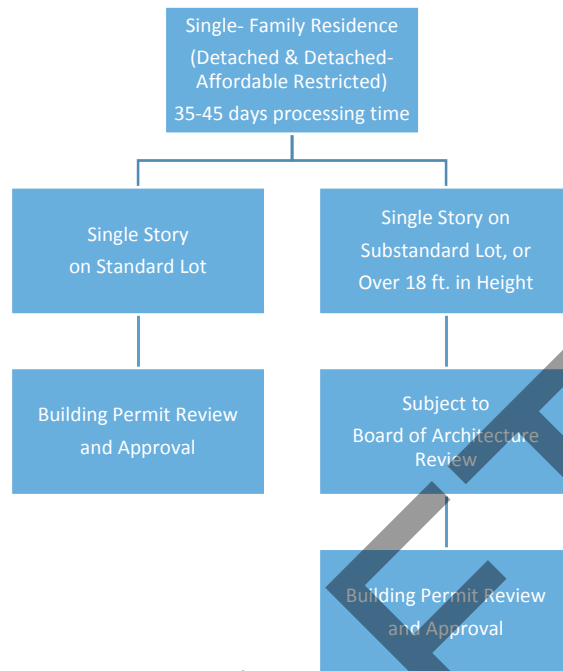 Single- Family Residence
(Detached & Detached-
Affordable Restricted)
35-45 days processing time
Single Story
on Standard Lot
Single Story on
Substandard Lot, or
Over 18 ft. in Height
Building Permit Review
and Approval
Subject to
Board of Architecture
Review
Building Permit Review
and Approval